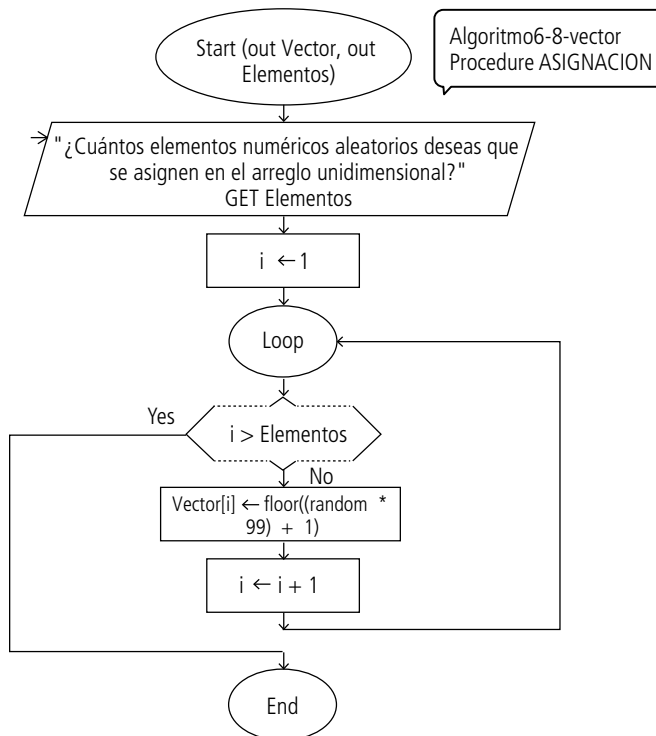 Start (out Vector, out
Elementos)
Algoritmo6-8-vector
Procedure ASIGNACION
"¿Cuántos elementos numéricos aleatorios deseas que
se asignen en el arreglo unidimensional?"
GET Elementos
i ← 1
Loop
Yes
i > Elementos
No
Vector[i] ← floor((random *
99) + 1)
i ← i + 1
End